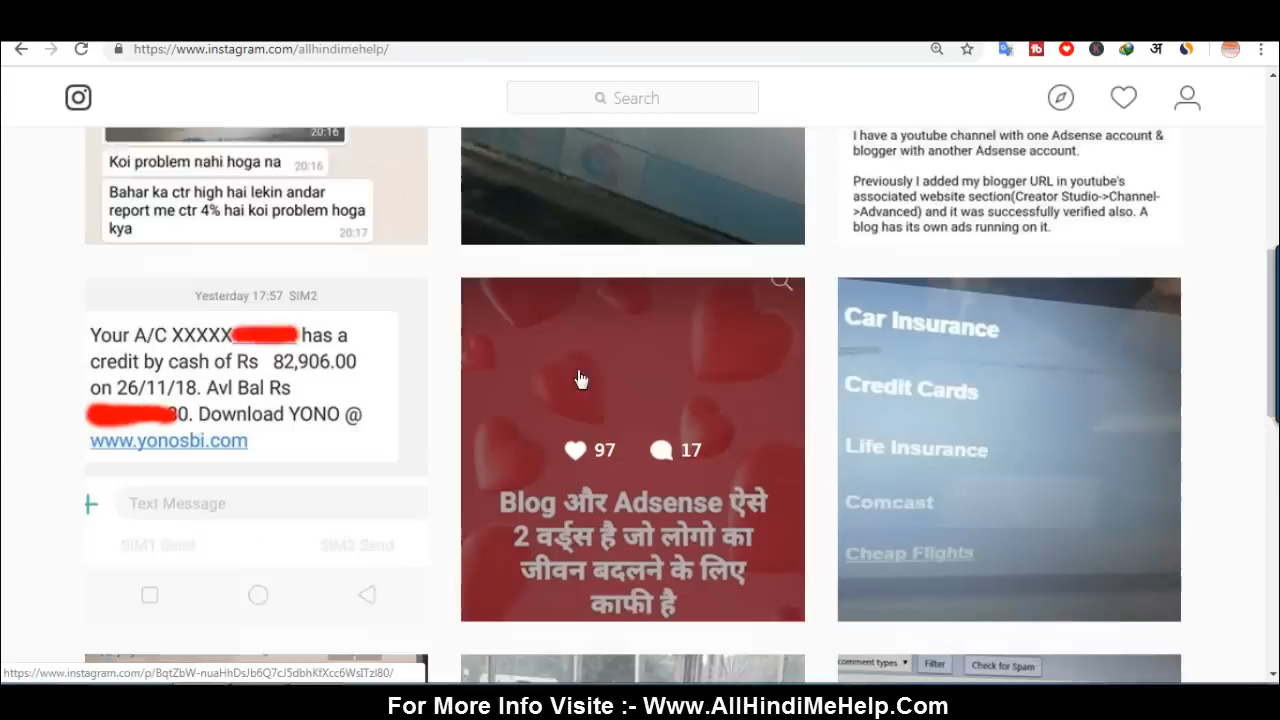 https://www.instagram.com/allhindimehelp/
Search
20:16
Koi problem nahi hoga na 20:16
Bahar ka ctr high hai lekin andar
report me ctr 4% hai koi problem hoga
kya 20:17
I have a youtube channel with one Adsense account &
blogger with another Adsense account.
Previously I added my blogger URL in youtube's
associated website section(Creator Studio->Channel-
>Advanced) and it was successfully verified also. A
blog has its own ads running on it.
Yesterday 17:57 SIM2
Your A/C XXXXX has a
credit by cash of Rs 82,906.00
on 26/11/18. Avl Bal Rs
00. Download YONO @
www.yonosbi.com
Text Message
SIM1 Send SIM2 Send
97 17
Blog और Adsense ऐसे
2 वर्ड्स है जो लोगो का
जीवन बदलने के लिए
काफी है
Car Insurance
Credit Cards
Life Insurance
Comcast
Cheap Flights
comment types Filter Check for Spam
https://www.instagram.com/p/BqtZbW-nuaHhDsJb6Q7cJ5dbhKfXcc6WsITzI80/
For More Info Visite :- Www.AllHindiMeHelp.Com